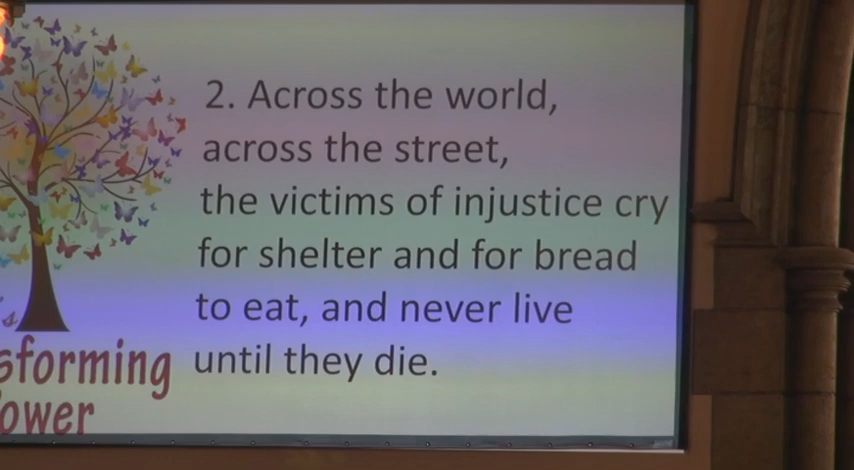 2. Across the world,
across the street,
the victims of injustice cry
for shelter and for bread
to eat, and never live
until they die.
sforming
ower